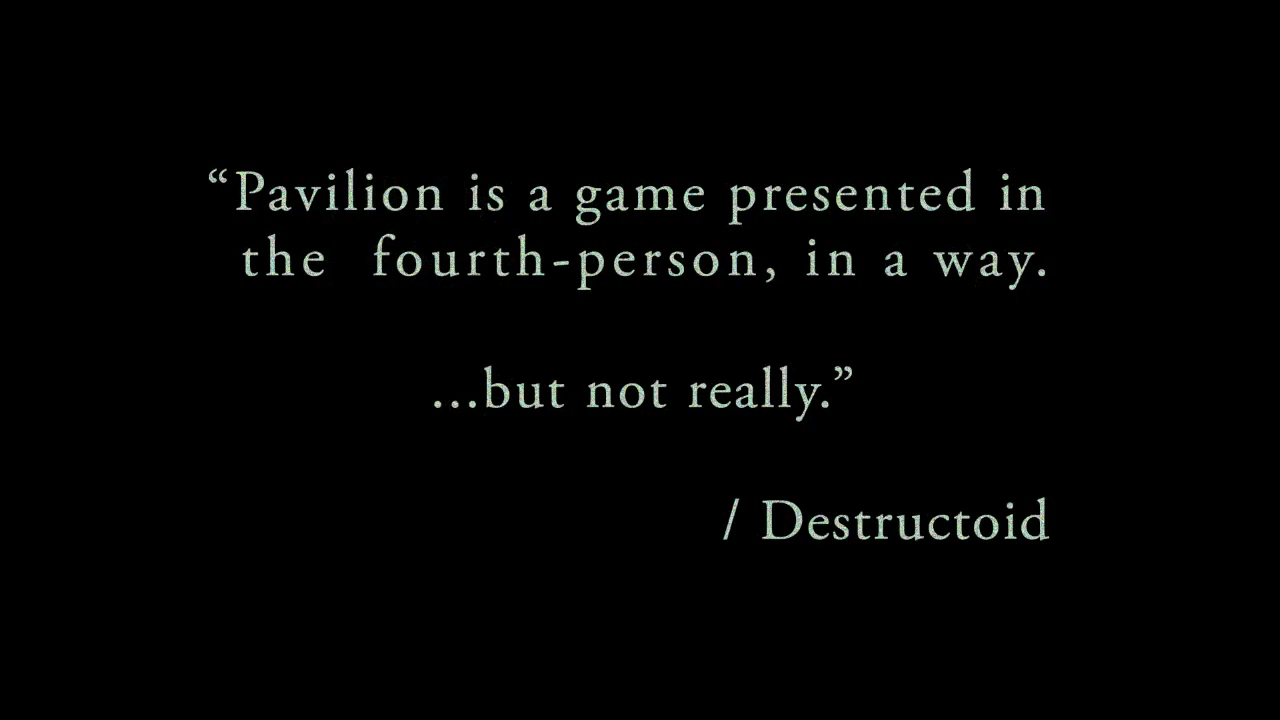 “Pavilion is a game presented in
the fourth-person, in a way.
...but not really.”
/ Destructoid